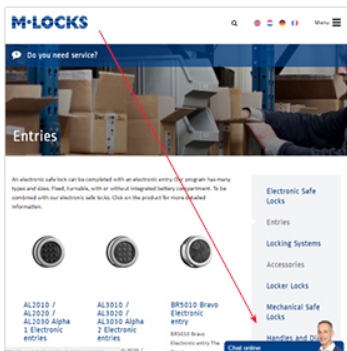 M·LOCKS
Menu
Do you need service?
Entries
An electronic safe lock can be completed with an electronic entry. Our program has many
types and sizes. Fixed, turnable, with or without integrated battery compartment. To be
combined with our electronic safe locks. Click on the product for more detailed
information.
AL2010 /
AL2020 /
AL2030 Alpha
1 Electronic
entries
AL3010 /
AL3020 /
AL3030 Alpha
2 Electronic
entries
BR5010 Bravo
Electronic
entry
BR5010 Bravo
Electronic entry The
Electronic Safe
Locks
Entries
Locking Systems
Accessories
Locker Locks
Mechanical Safe
Locks
Handles and
Chat online